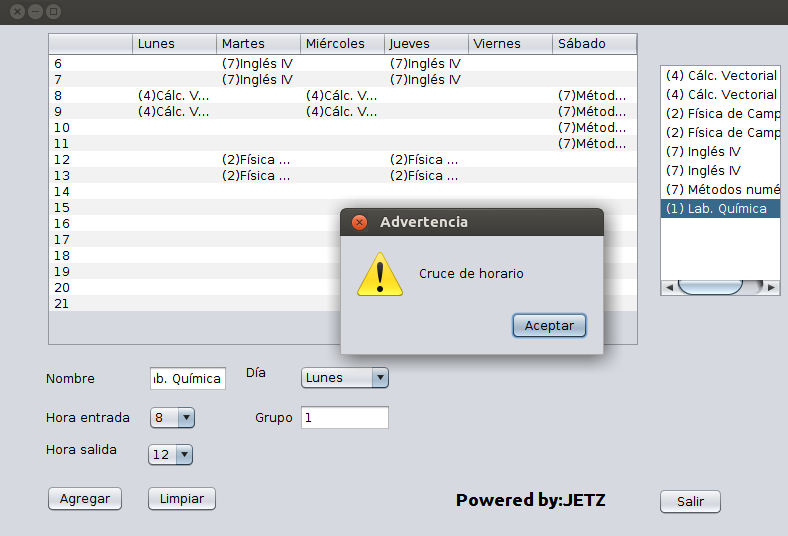 Lunes Martes Miércoles Jueves Viernes Sábado
6 (7)Inglés IV (7)Inglés IV
7 (7)Inglés IV (7)Inglés IV
8 (4)Cálc. V... (4)Cálc. V... (7)Métod...
9 (4)Cálc. V... (4)Cálc. V... (7)Métod...
10 (7)Métod...
11 (7)Métod...
12 (2)Física ... (2)Física ...
13 (2)Física ... (2)Física ...
14
15
16
17
18
19
20
21
(4) Cálc. Vectorial
(4) Cálc. Vectorial
(2) Física de Camp
(2) Física de Camp
(7) Inglés IV
(7) Inglés IV
(7) Métodos numé
(1) Lab. Química
Advertencia
Cruce de horario
Aceptar
Nombre ab. Química Día Lunes
Hora entrada 8 Grupo 1
Hora salida 12
Agregar Limpiar Powered by:JETZ Salir